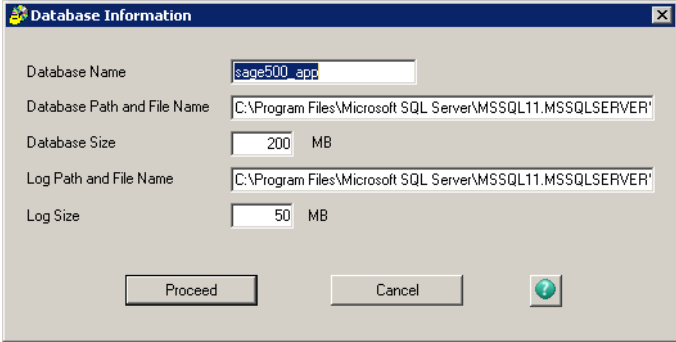 Database Information
Database Name sage500_app
Database Path and File Name C:\Program Files\Microsoft SQL Server\MSSQL11.MSSQLSERVER\
Database Size 200 MB
Log Path and File Name C:\Program Files\Microsoft SQL Server\MSSQL11.MSSQLSERVER\
Log Size 50 MB
Proceed Cancel ?